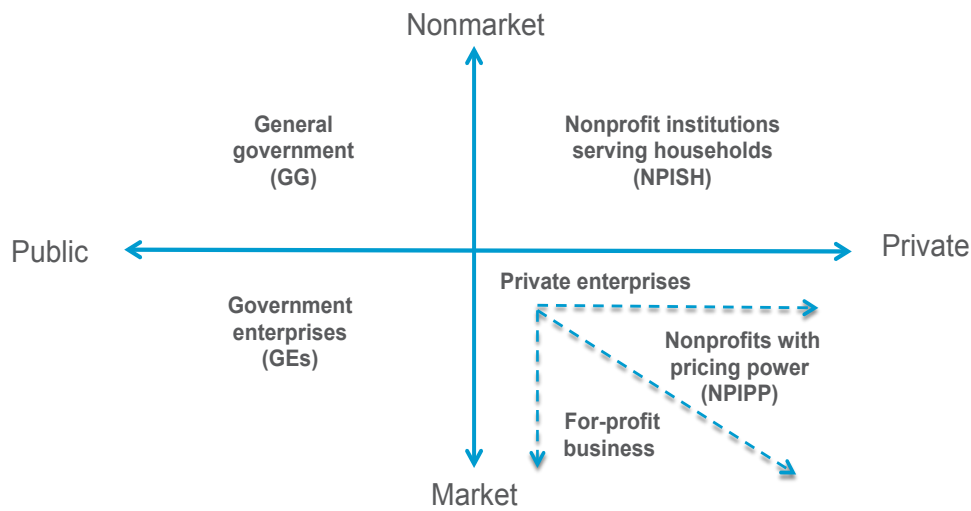 Nonmarket
General
government
(GG)
Nonprofit institutions
serving households
(NPISH)
Public
Private
Private enterprises
Government
enterprises
(GEs)
Nonprofits with
pricing power
(NPIPP)
For-profit
business
Market